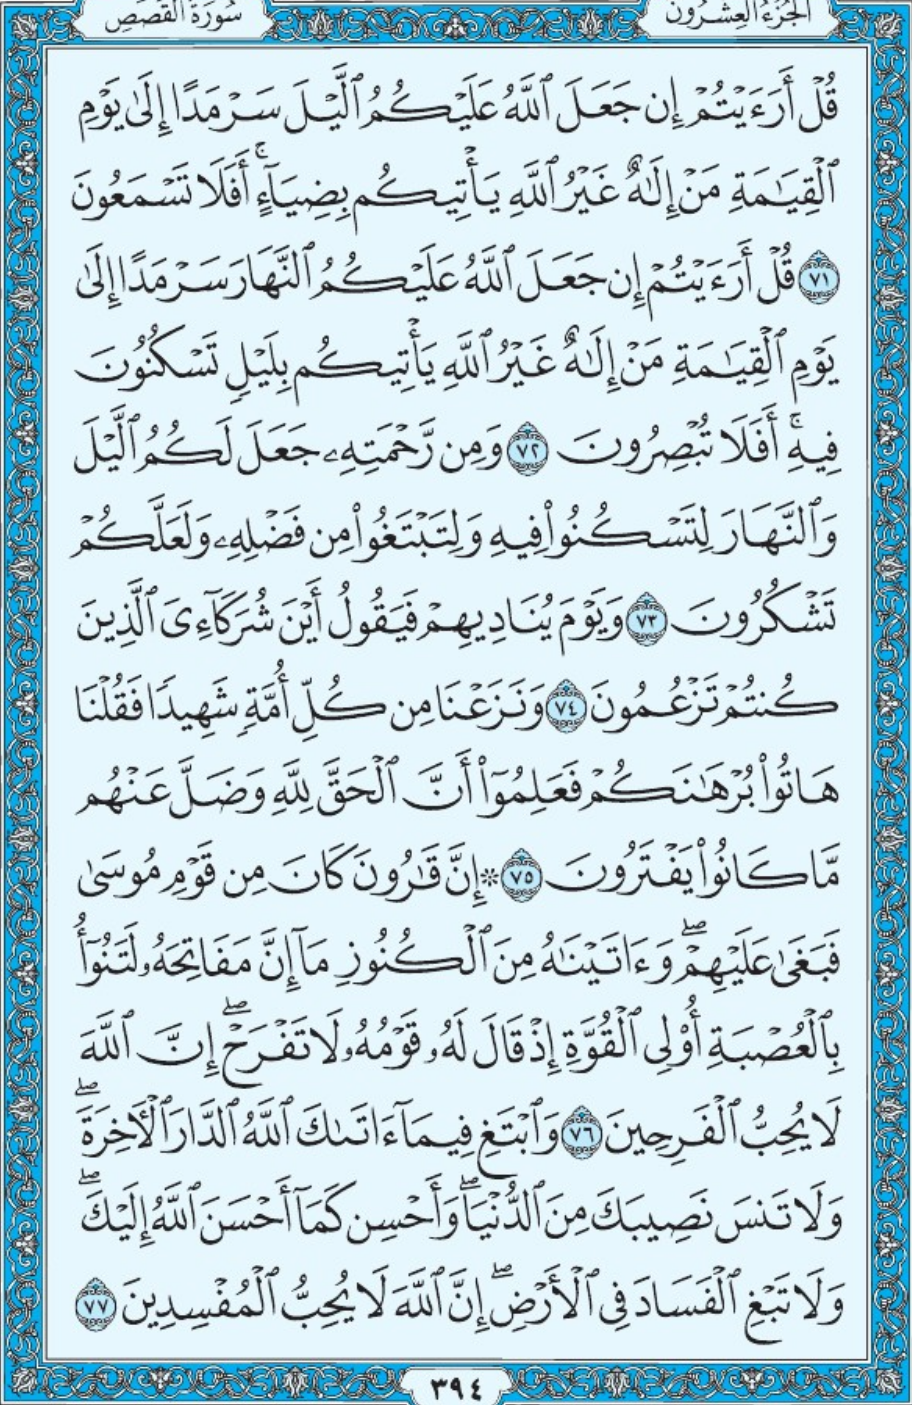 الجُزْءُ العِشْرُونَ
سُورَةُ القَصَصِ
قُلْ أَرَءَيْتُمْ إِن جَعَلَ ٱللَّهُ عَلَيْكُمُ ٱلَّيْلَ سَرْمَدًا إِلَىٰ يَوْمِ
ٱلْقِيَٰمَةِ مَنْ إِلَٰهٌ غَيْرُ ٱللَّهِ يَأْتِيكُم بِضِيَآءٍ ۚ أَفَلَا تَسْمَعُونَ
٧١ قُلْ أَرَءَيْتُمْ إِن جَعَلَ ٱللَّهُ عَلَيْكُمُ ٱلنَّهَارَ سَرْمَدًا إِلَىٰ
يَوْمِ ٱلْقِيَٰمَةِ مَنْ إِلَٰهٌ غَيْرُ ٱللَّهِ يَأْتِيكُم بِلَيْلٍ تَسْكُنُونَ
فِيهِ ۚ أَفَلَا تُبْصِرُونَ ٧٢ وَمِن رَّحْمَتِهِۦ جَعَلَ لَكُمُ ٱلَّيْلَ
وَٱلنَّهَارَ لِتَسْكُنُوا۟ فِيهِ وَلِتَبْتَغُوا۟ مِن فَضْلِهِۦ وَلَعَلَّكُمْ
تَشْكُرُونَ ٧٣ وَيَوْمَ يُنَادِيهِمْ فَيَقُولُ أَيْنَ شُرَكَآءِىَ ٱلَّذِينَ
كُنتُمْ تَزْعُمُونَ ٧٤ وَنَزَعْنَا مِن كُلِّ أُمَّةٍ شَهِيدًا فَقُلْنَا
هَاتُوا۟ بُرْهَٰنَكُمْ فَعَلِمُوٓا۟ أَنَّ ٱلْحَقَّ لِلَّهِ وَضَلَّ عَنْهُم
مَّا كَانُوا۟ يَفْتَرُونَ ٧٥ ۞ إِنَّ قَٰرُونَ كَانَ مِن قَوْمِ مُوسَىٰ
فَبَغَىٰ عَلَيْهِمْ ۖ وَءَاتَيْنَٰهُ مِنَ ٱلْكُنُوزِ مَآ إِنَّ مَفَاتِحَهُۥ لَتَنُوٓأُ
بِٱلْعُصْبَةِ أُو۟لِى ٱلْقُوَّةِ إِذْ قَالَ لَهُۥ قَوْمُهُۥ لَا تَفْرَحْ ۖ إِنَّ ٱللَّهَ
لَا يُحِبُّ ٱلْفَرِحِينَ ٧٦ وَٱبْتَغِ فِيمَآ ءَاتَىٰكَ ٱللَّهُ ٱلدَّارَ ٱلْءَاخِرَةَ ۖ
وَلَا تَنسَ نَصِيبَكَ مِنَ ٱلدُّنْيَا ۖ وَأَحْسِن كَمَآ أَحْسَنَ ٱللَّهُ إِلَيْكَ ۖ
وَلَا تَبْغِ ٱلْفَسَادَ فِى ٱلْأَرْضِ ۖ إِنَّ ٱللَّهَ لَا يُحِبُّ ٱلْمُفْسِدِينَ ٧٧
٣٩٤